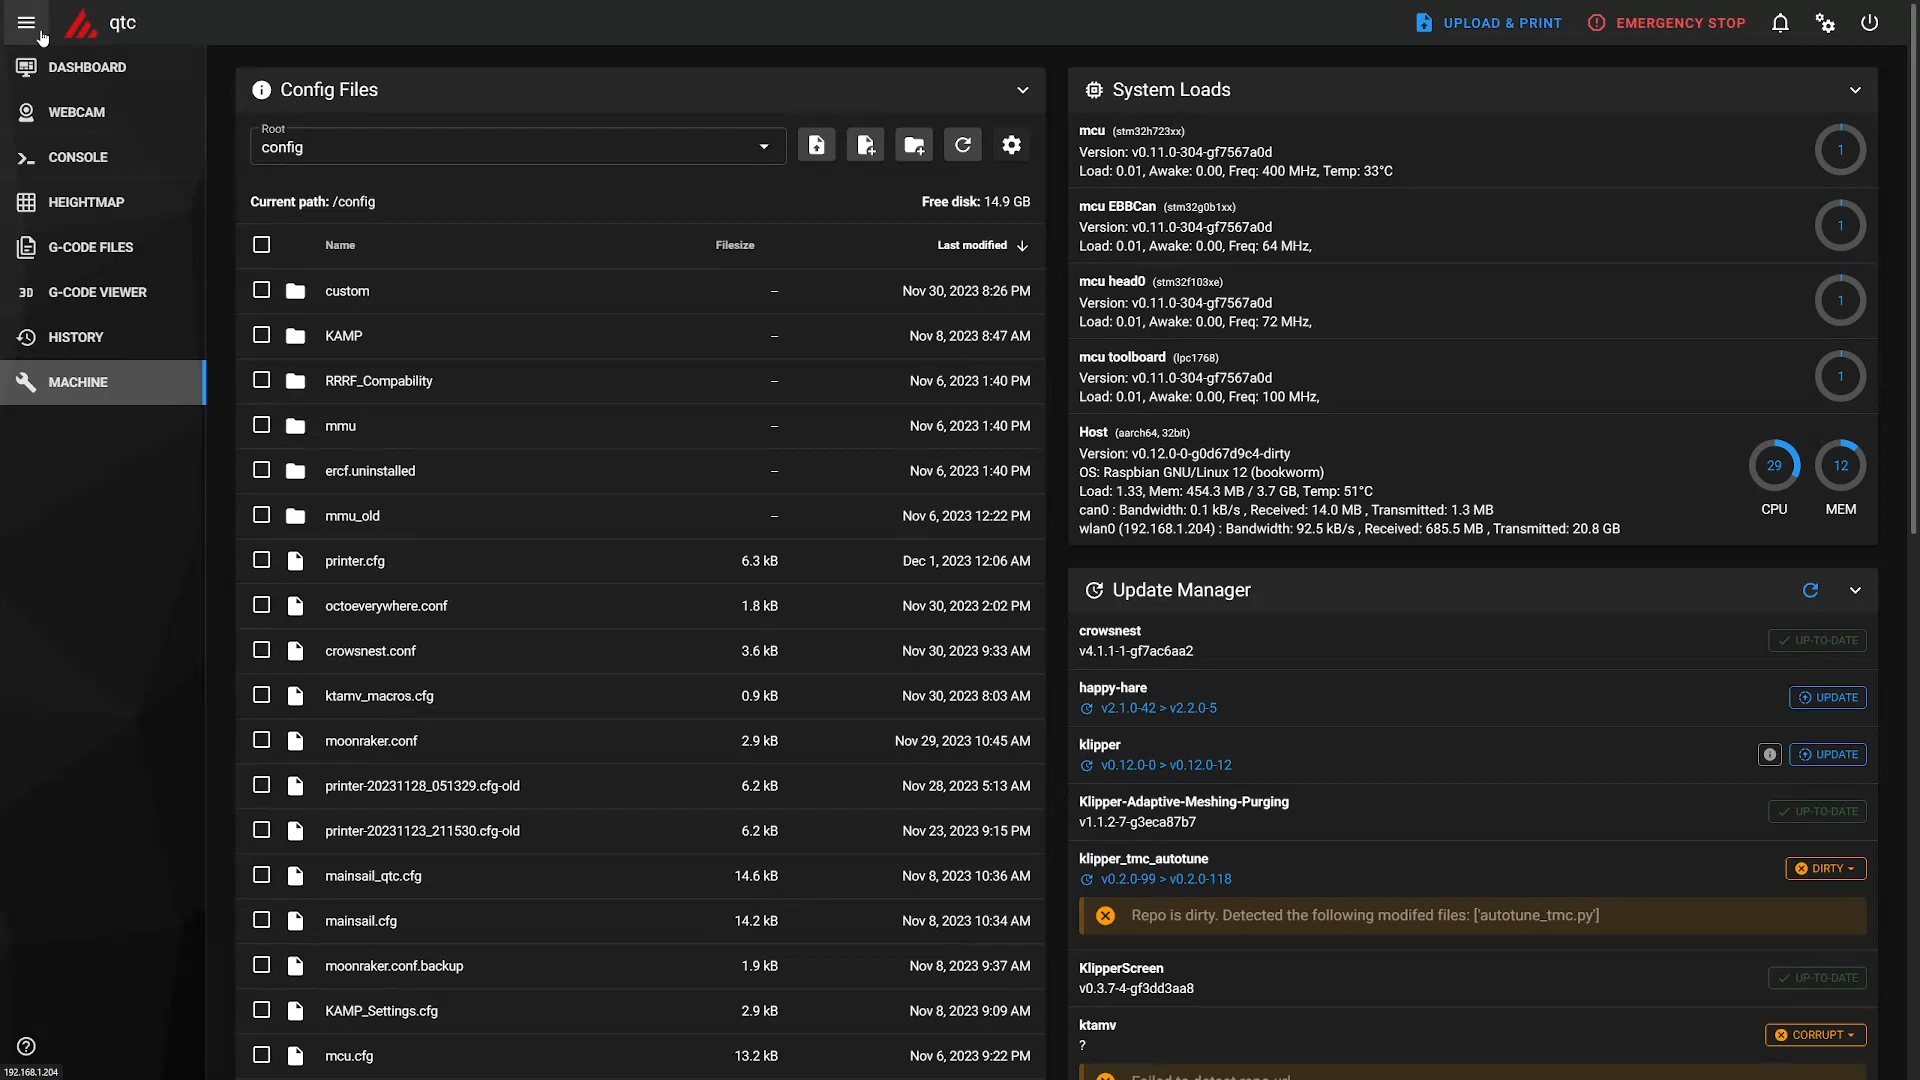 qtc
UPLOAD & PRINT
EMERGENCY STOP
DASHBOARD
WEBCAM
CONSOLE
HEIGHTMAP
G-CODE FILES
3D G-CODE VIEWER
HISTORY
MACHINE
192.168.1.204
Config Files
Root
config
Current path: /config
Free disk: 14.9 GB
Name Filesize Last modified
custom – Nov 30, 2023 8:26 PM
KAMP – Nov 8, 2023 8:47 AM
RRRF_Compability – Nov 6, 2023 1:40 PM
mmu – Nov 6, 2023 1:40 PM
ercf.uninstalled – Nov 6, 2023 1:40 PM
mmu_old – Nov 6, 2023 12:22 PM
printer.cfg 6.3 kB Dec 1, 2023 12:06 AM
octoeverywhere.conf 1.8 kB Nov 30, 2023 2:02 PM
crowsnest.conf 3.6 kB Nov 30, 2023 9:33 AM
ktamv_macros.cfg 0.9 kB Nov 30, 2023 8:03 AM
moonraker.conf 2.9 kB Nov 29, 2023 10:45 AM
printer-20231128_051329.cfg-old 6.2 kB Nov 28, 2023 5:13 AM
printer-20231123_211530.cfg-old 6.2 kB Nov 23, 2023 9:15 PM
mainsail_qtc.cfg 14.6 kB Nov 8, 2023 10:36 AM
mainsail.cfg 14.2 kB Nov 8, 2023 10:34 AM
moonraker.conf.backup 1.9 kB Nov 8, 2023 9:37 AM
KAMP_Settings.cfg 2.9 kB Nov 8, 2023 9:09 AM
mcu.cfg 13.2 kB Nov 6, 2023 9:22 PM
System Loads
mcu (stm32h723xx)
Version: v0.11.0-304-gf7567a0d
Load: 0.01, Awake: 0.00, Freq: 400 MHz, Temp: 33°C
1
mcu EBBCan (stm32g0b1xx)
Version: v0.11.0-304-gf7567a0d
Load: 0.01, Awake: 0.00, Freq: 64 MHz,
1
mcu head0 (stm32f103xe)
Version: v0.11.0-304-gf7567a0d
Load: 0.01, Awake: 0.00, Freq: 72 MHz,
1
mcu toolboard (lpc1768)
Version: v0.11.0-304-gf7567a0d
Load: 0.01, Awake: 0.00, Freq: 100 MHz,
1
Host (aarch64, 32bit)
Version: v0.12.0-0-g0d67d9c4-dirty
OS: Raspbian GNU/Linux 12 (bookworm)
Load: 1.33, Mem: 454.3 MB / 3.7 GB, Temp: 51°C
can0 : Bandwidth: 0.1 kB/s , Received: 14.0 MB , Transmitted: 1.3 MB
wlan0 (192.168.1.204) : Bandwidth: 92.5 kB/s , Received: 685.5 MB , Transmitted: 20.8 GB
29 12
CPU MEM
Update Manager
crowsnest
v4.1.1-1-gf7ac6aa2
UP-TO-DATE
happy-hare
v2.1.0-42 > v2.2.0-5
UPDATE
klipper
v0.12.0-0 > v0.12.0-12
UPDATE
Klipper-Adaptive-Meshing-Purging
v1.1.2-7-g3eca87b7
UP-TO-DATE
klipper_tmc_autotune
v0.2.0-99 > v0.2.0-118
DIRTY
Repo is dirty. Detected the following modifed files: ['autotune_tmc.py']
KlipperScreen
v0.3.7-4-gf3dd3aa8
UP-TO-DATE
ktamv
?
CORRUPT
Failed to detect repo url